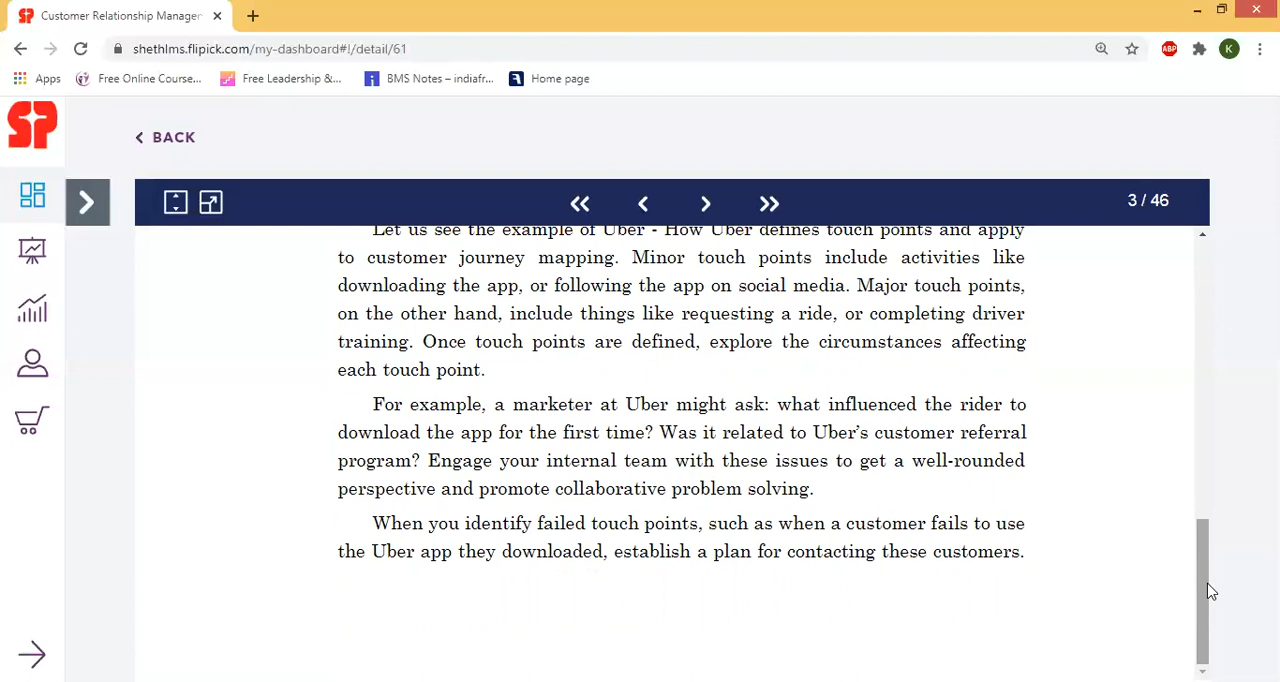 Customer Relationship Manager
shethlms.flipick.com/my-dashboard#!/detail/61
ABP
K
Apps
Free Online Course...
Free Leadership &...
BMS Notes – indiafr...
Home page
SP
BACK
3 / 46
Let us see the example of Uber - How Uber defines touch points and apply
to customer journey mapping. Minor touch points include activities like
downloading the app, or following the app on social media. Major touch points,
on the other hand, include things like requesting a ride, or completing driver
training. Once touch points are defined, explore the circumstances affecting
each touch point.
For example, a marketer at Uber might ask: what influenced the rider to
download the app for the first time? Was it related to Uber’s customer referral
program? Engage your internal team with these issues to get a well-rounded
perspective and promote collaborative problem solving.
When you identify failed touch points, such as when a customer fails to use
the Uber app they downloaded, establish a plan for contacting these customers.